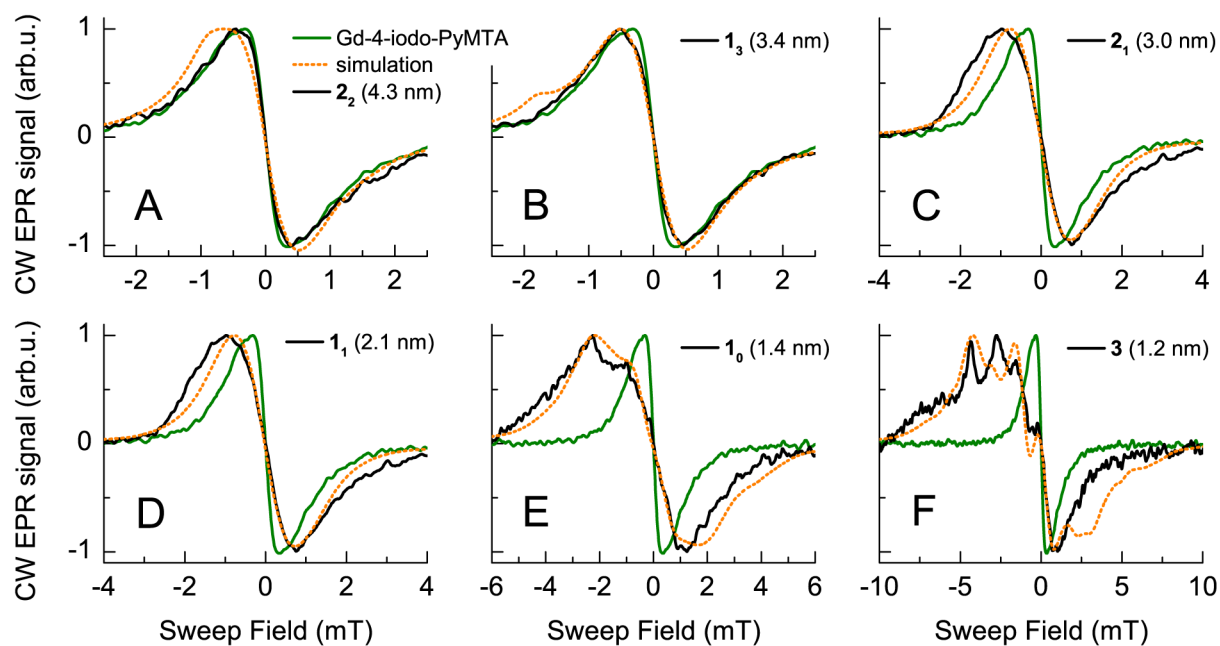 CW EPR signal (arb.u.)
1
0
-1
Gd-4-iodo-PyMTA
simulation
2₂ (4.3 nm)
A
-2 -1 0 1 2
1₃ (3.4 nm)
B
-2 -1 0 1 2
2₁ (3.0 nm)
C
-4 -2 0 2 4
CW EPR signal (arb.u.)
1
0
-1
1₁ (2.1 nm)
D
-4 -2 0 2 4
Sweep Field (mT)
1₀ (1.4 nm)
E
-6 -4 -2 0 2 4 6
Sweep Field (mT)
3 (1.2 nm)
F
-10 -5 0 5 10
Sweep Field (mT)